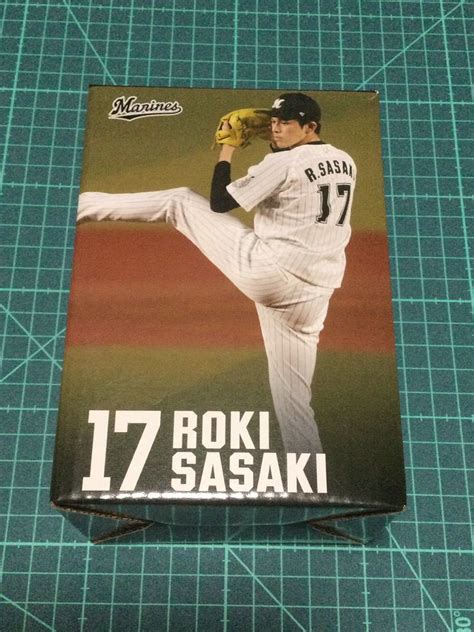 Marines
M
R.SASAKI
17
17 ROKI
SASAKI